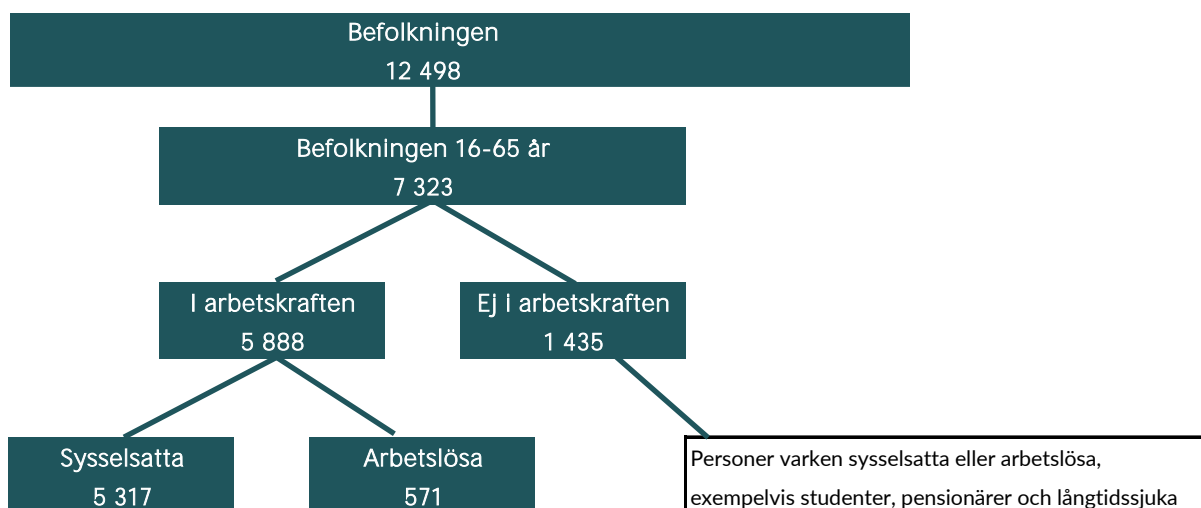 Befolkningen
12 498
Befolkningen 16-65 år
7 323
I arbetskraften
5 888
Ej i arbetskraften
1 435
Sysselsatta
5 317
Arbetslösa
571
Personer varken sysselsatta eller arbetslösa,
exempelvis studenter, pensionärer och långtidssjuka